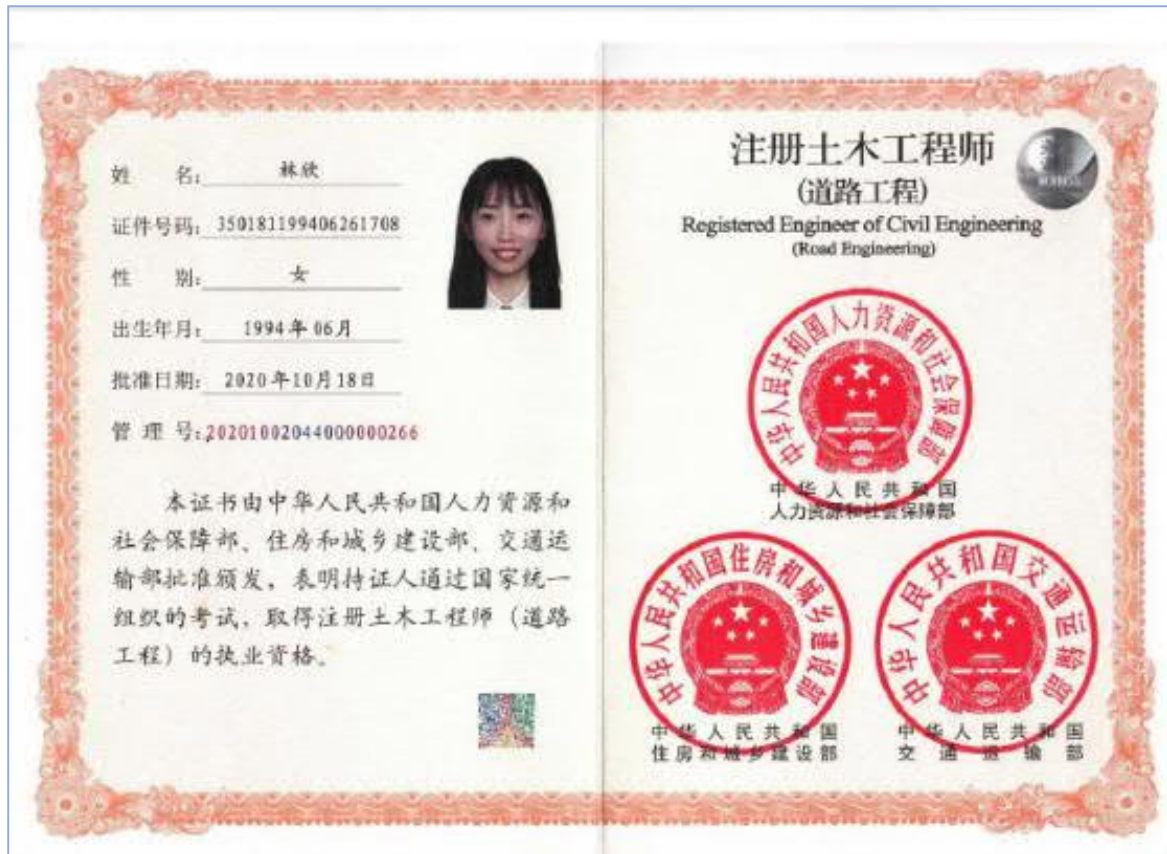 姓 名：林欣
证件号码：350181199406261708
性 别：女
出生年月：1994年06月
批准日期：2020年10月18日
管 理 号：20201002044000000266
本证书由中华人民共和国人力资源和
社会保障部、住房和城乡建设部、交通运
输部批准颁发，表明持证人通过国家统一
组织的考试，取得注册土木工程师（道路
工程）的执业资格。
注册土木工程师
(道路工程)
Registered Engineer of Civil Engineering
(Road Engineering)
中华人民共和国人力资源和社会保障部
中华人民共和国
人力资源和社会保障部
中华人民共和国住房和城乡建设部
中华人民共和国
住房和城乡建设部
中华人民共和国交通运输部
中华人民共和国
交通运输部